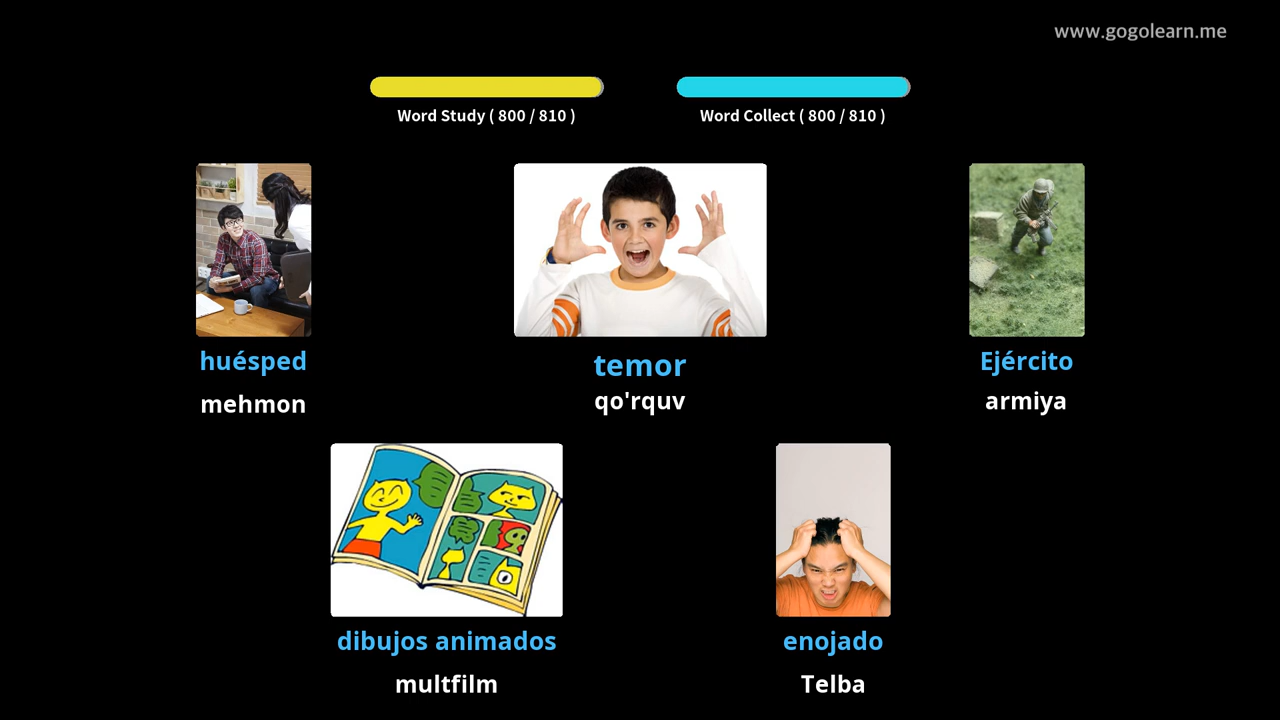 www.gogolearn.me
Word Study ( 800 / 810 )
Word Collect ( 800 / 810 )
huésped
mehmon
temor
qo'rquv
Ejército
armiya
dibujos animados
multfilm
enojado
Telba